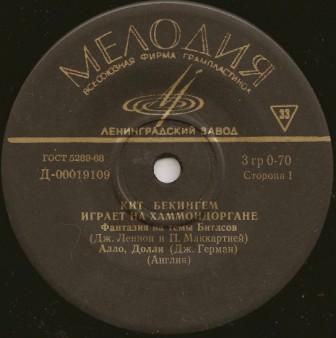 МЕЛОДИЯ
ВСЕСОЮЗНАЯ ФИРМА ГРАМПЛАСТИНОК
33
ЛЕНИНГРАДСКИЙ ЗАВОД
ГОСТ 5289-68
Д-00019109
3 гр 0-70
Сторона 1
КИТ БЕКИНГЕМ
ИГРАЕТ НА ХАММОНДОРГАНЕ
Фантазия на темы Битлсов
(Дж. Леннон и П. Маккартней)
Алло, Долли (Дж. Герман)
(Англия)